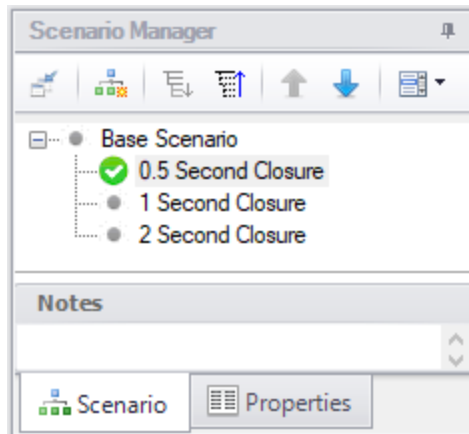 Scenario Manager
Base Scenario
0.5 Second Closure
1 Second Closure
2 Second Closure
Notes
Scenario
Properties